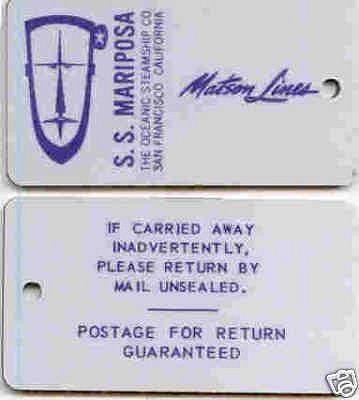 S. S. MARIPOSA
THE OCEANIC STEAMSHIP CO.
SAN FRANCISCO CALIFORNIA
Matson Lines
IF CARRIED AWAY
INADVERTENTLY,
PLEASE RETURN BY
MAIL UNSEALED.
POSTAGE FOR RETURN
GUARANTEED